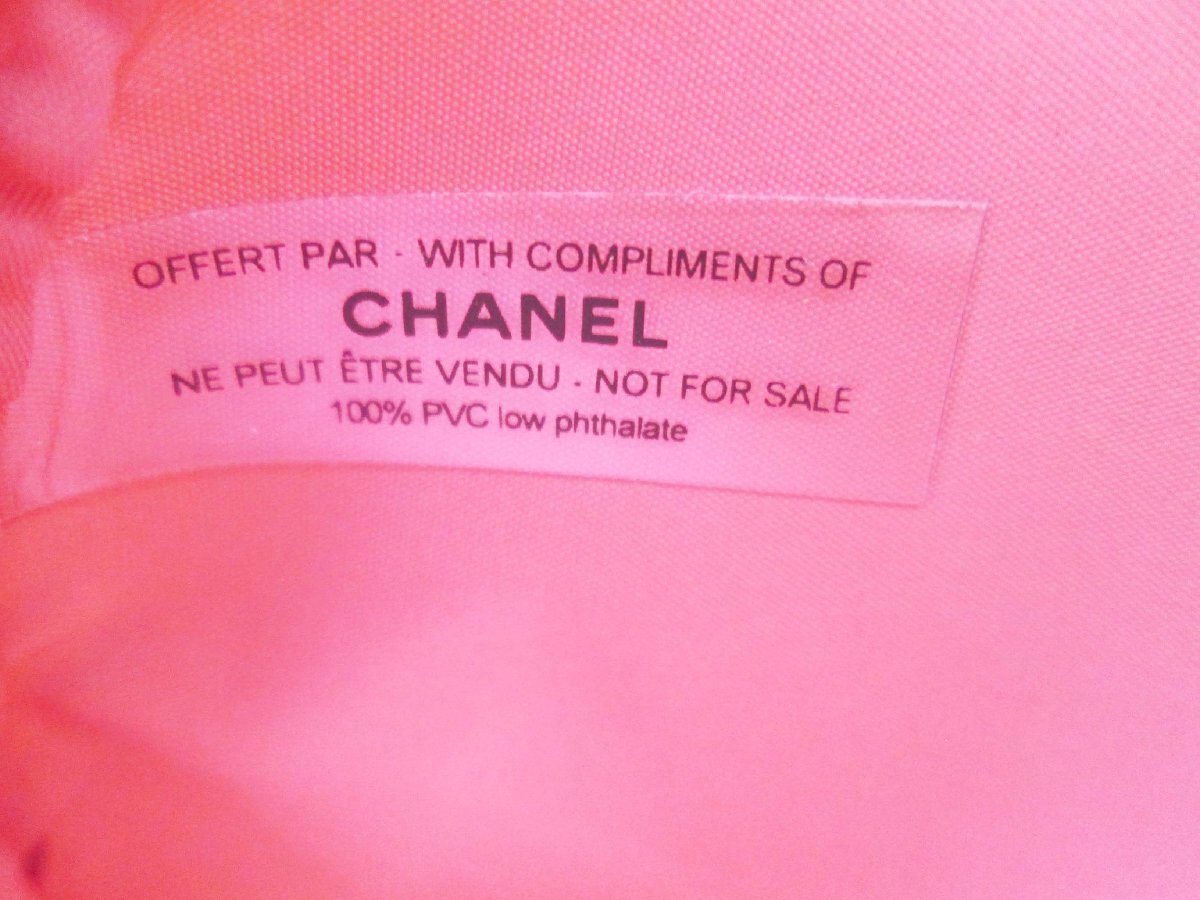 OFFERT PAR · WITH COMPLIMENTS OF
CHANEL
NE PEUT ÊTRE VENDU · NOT FOR SALE
100% PVC low phthalate